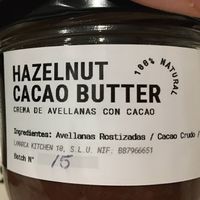 HAZELNUT
CACAO BUTTER
100% NATURAL
CREMA DE AVELLANAS CON CACAO
Ingredientes: Avellanas Rostizadas / Cacao Crudo /
LAMARCA KITCHEN 10, S.L.U. NIF: B87966651
Batch Nº 15